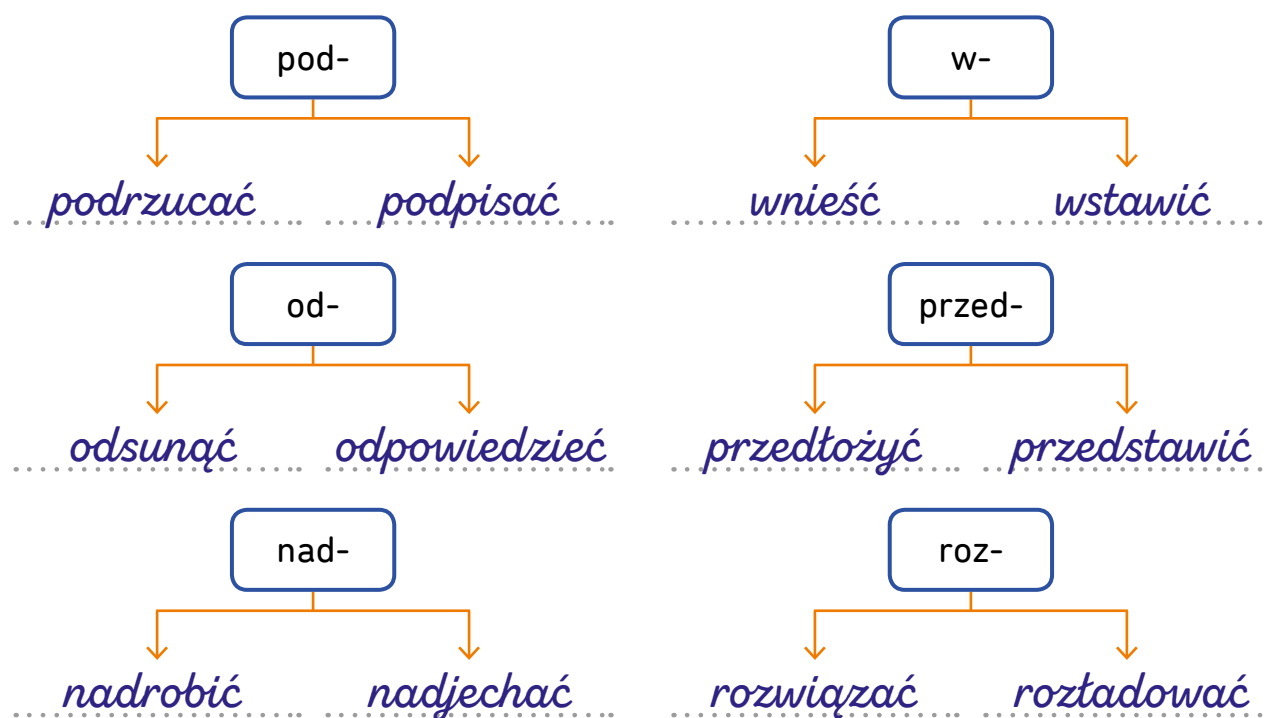 pod- w-
podrzucać podpisać wnieść wstawić
od- przed-
odsunąć odpowiedzieć przedłożyć przedstawić
nad- roz-
nadrobić nadjechać rozwiązać rozładować